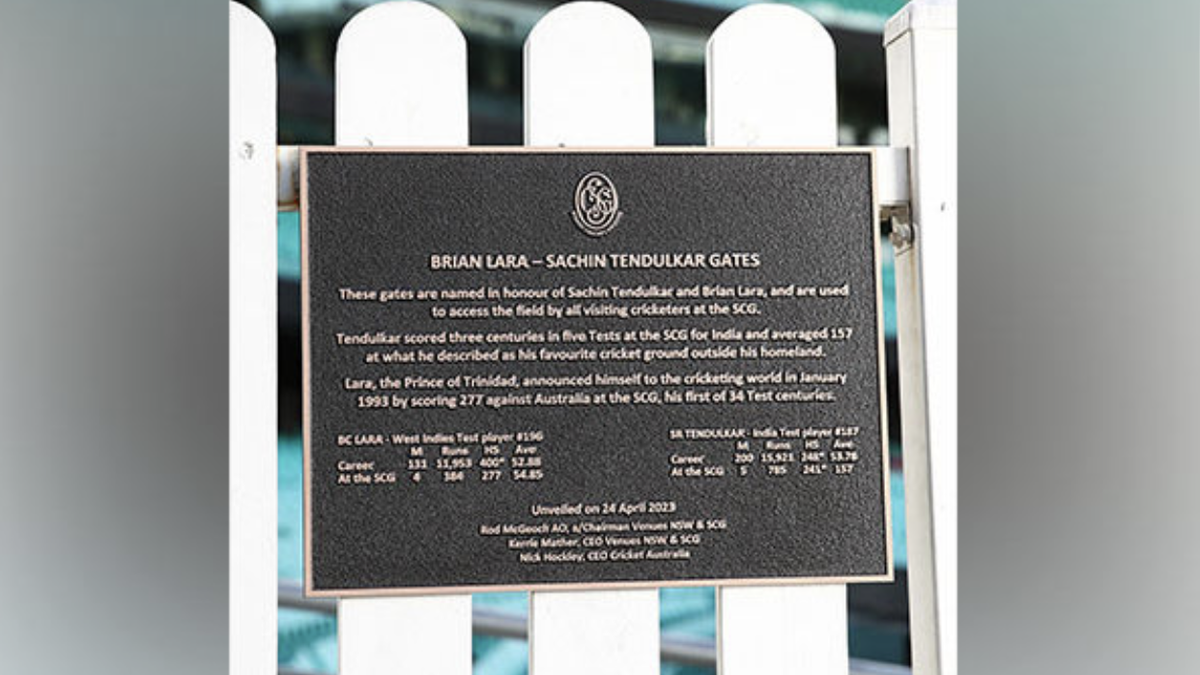 BRIAN LARA – SACHIN TENDULKAR GATES
These gates are named in honour of Sachin Tendulkar and Brian Lara, and are used
to access the field by all visiting cricketers at the SCG.
Tendulkar scored three centuries in five Tests at the SCG for India and averaged 157
at what he described as his favourite cricket ground outside his homeland.
Lara, the Prince of Trinidad, announced himself to the cricketing world in January
1993 by scoring 277 against Australia at the SCG, his first of 34 Test centuries.
BC LARA - West Indies Test player #196
M Runs HS Ave
Career 131 11,953 400* 52.88
At the SCG 4 384 277 54.85
SR TENDULKAR - India Test player #187
M Runs HS Ave
Career 200 15,921 248* 53.78
At the SCG 5 785 241* 157
Unveiled on 24 April 2023
Rod McGeoch AO, a/Chairman Venues NSW & SCG
Kerrie Mather, CEO Venues NSW & SCG
Nick Hockley, CEO Cricket Australia